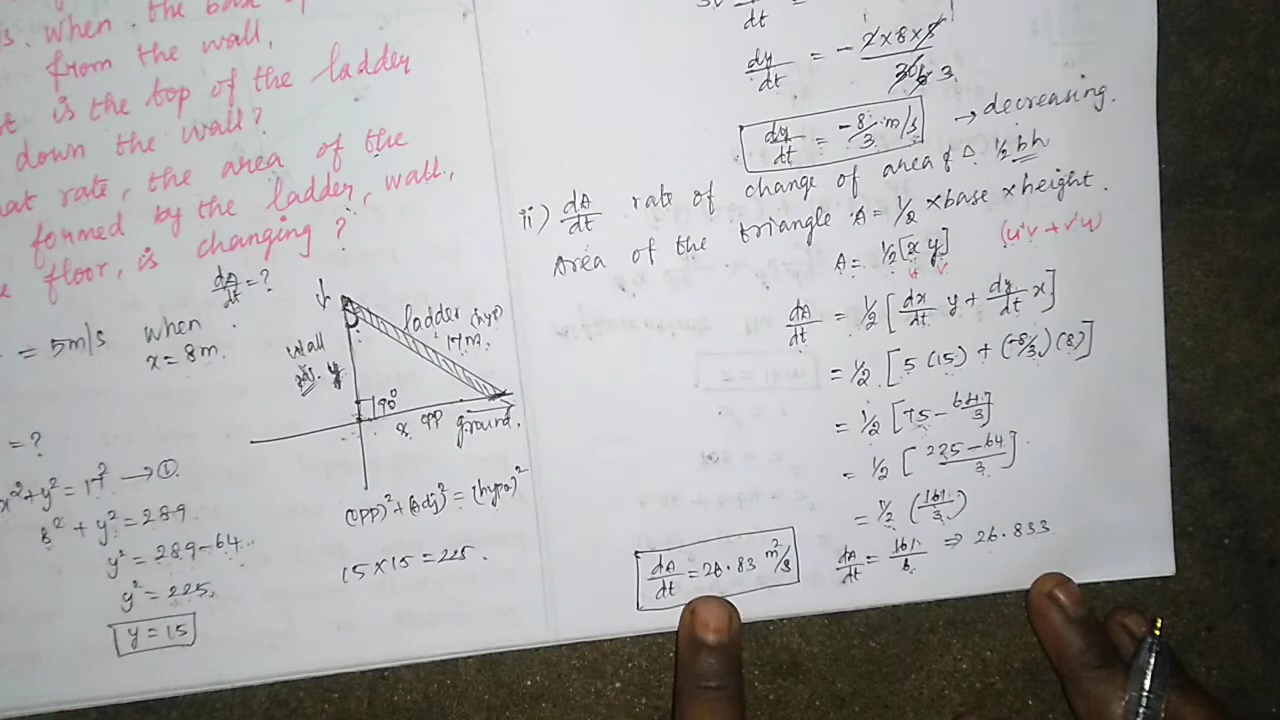 s. When the base
from the wall,
is the top of the ladder
down the wall?
rate, the area of the
formed by the ladder, wall,
floor, is changing?
dA/dt = ?
= 5m/s when
x = 8m.
= ?
x²+y² = 17² → ①
8² + y² = 289
y² = 289-64
y² = 225
y = 15
ladder (hyp)
17m
wall
adj. y
90°
x opp ground.
(opp)²+(Adj)² = (hypo)²
15×15 = 225.
dt
dy/dt = - 2×8×5/30 3
dy/dt = -8/3 m/s → decreasing.
ii) dA/dt rate of change of area of Δ ½ bh
Area of the triangle A = ½ × base × height.
A = ½ [x y] (u'v + v'u)
u v
dA/dt = ½ [dx/dt y + dy/dt x]
= ½ [5 (15) + (-8/3) (8)]
= ½ [75 - 64/3]
= ½ [225-64/3]
= ½ (161/3)
dA/dt = 161/6 ⇒ 26.833
dA/dt = 26.83 m²/s